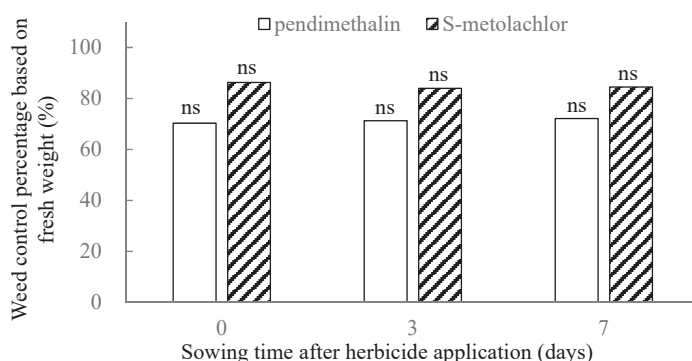 pendimethalin S-metolachlor
Weed control percentage based on
fresh weight (%)
100
80
60
40
20
0
ns ns ns ns ns ns
0 3 7
Sowing time after herbicide application (days)